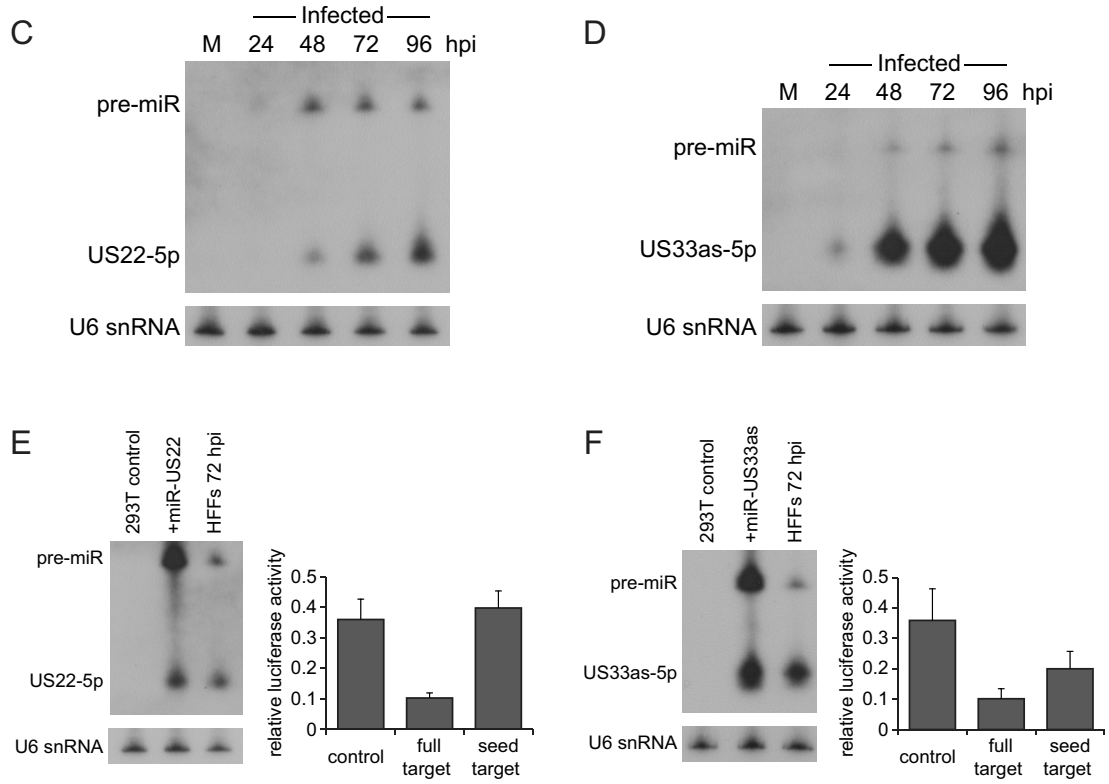 C
Infected
M 24 48 72 96 hpi
pre-miR
US22-5p
U6 snRNA
D
Infected
M 24 48 72 96 hpi
pre-miR
US33as-5p
U6 snRNA
E
293T control
+miR-US22
HFFs 72 hpi
pre-miR
US22-5p
U6 snRNA
relative luciferase activity
0.5
0.4
0.3
0.2
0.1
0
control
full
target
seed
target
F
293T control
+miR-US33as
HFFs 72 hpi
pre-miR
US33as-5p
U6 snRNA
relative luciferase activity
0.5
0.4
0.3
0.2
0.1
0
control
full
target
seed
target